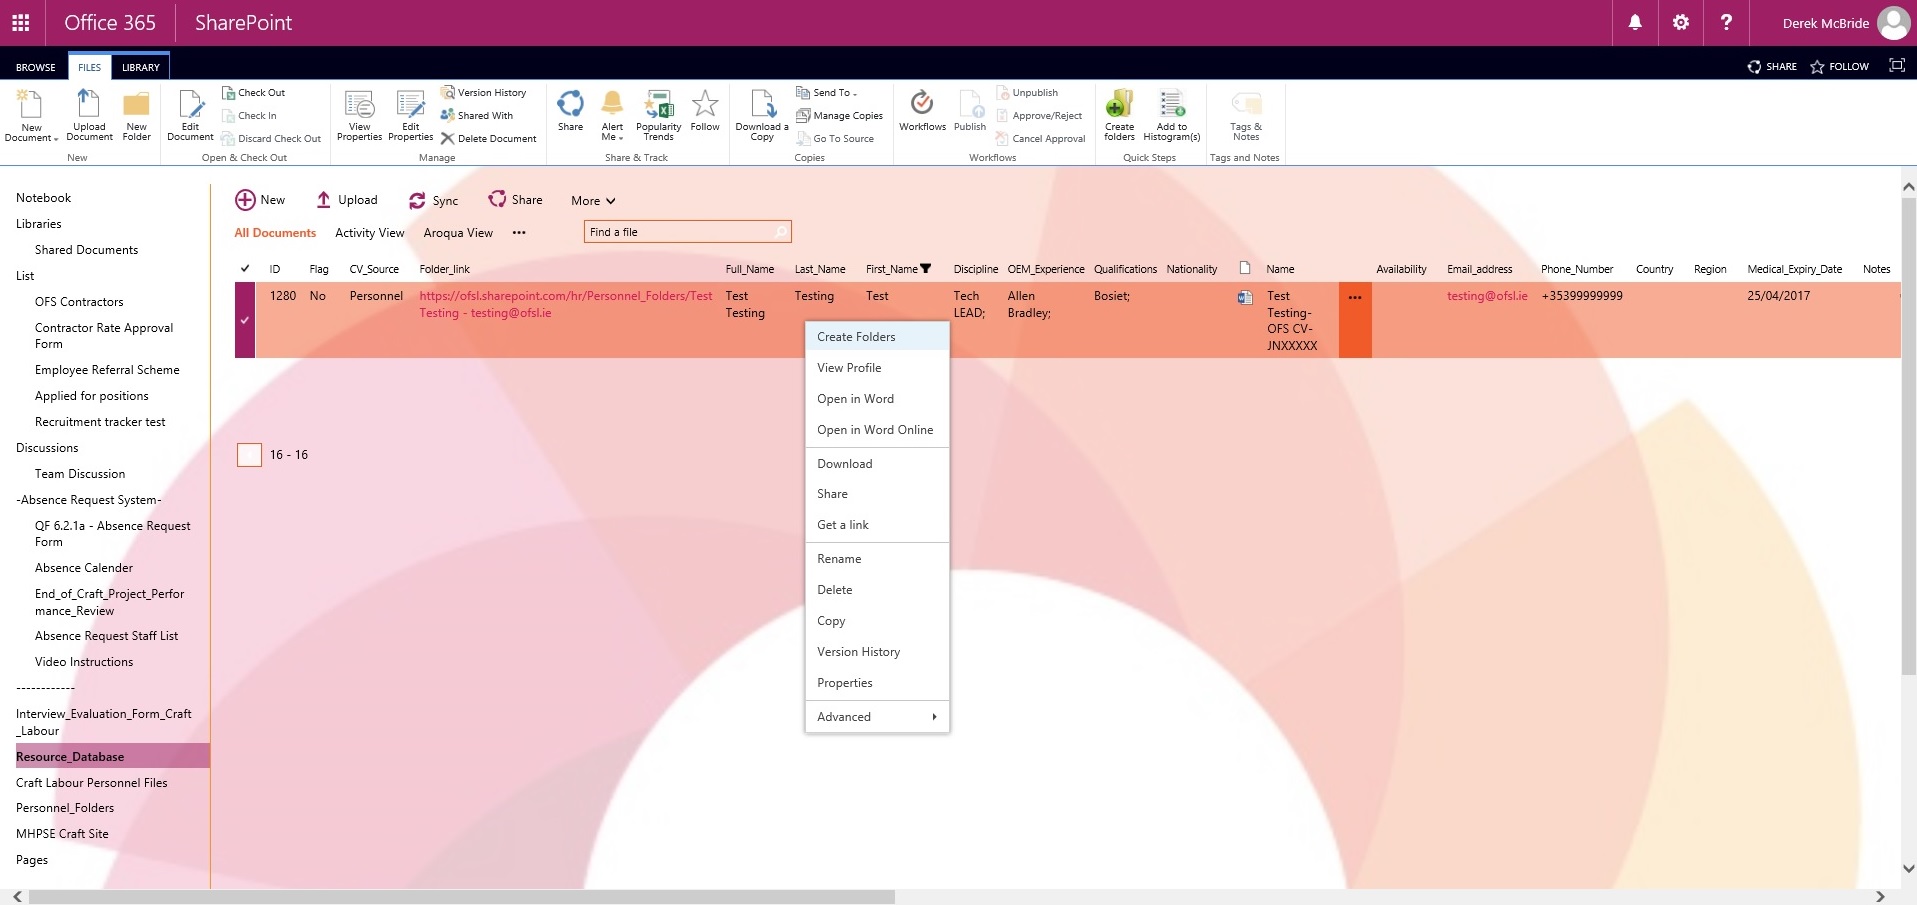 Office 365
SharePoint
?
Derek McBride
BROWSE
FILES
LIBRARY
SHARE
FOLLOW
New
Document
Upload
Document
New
Folder
New
Edit
Document
Check Out
Check In
Discard Check Out
Open & Check Out
View
Properties
Edit
Properties
Version History
Shared With
Delete Document
Manage
Share
Alert
Me
Popularity
Trends
Follow
Share & Track
Download a
Copy
Send To
Manage Copies
Go To Source
Copies
Workflows
Publish
Unpublish
Approve/Reject
Cancel Approval
Workflows
Create
folders
Add to
Histogram(s)
Quick Steps
Tags &
Notes
Tags and Notes
Notebook
Libraries
Shared Documents
List
OFS Contractors
Contractor Rate Approval
Form
Employee Referral Scheme
Applied for positions
Recruitment tracker test
Discussions
Team Discussion
-Absence Request System-
QF 6.2.1a - Absence Request
Form
Absence Calender
End_of_Craft_Project_Perfor
mance_Review
Absence Request Staff List
Video Instructions
------------
Interview_Evaluation_Form_Craft
_Labour
Resource_Database
Craft Labour Personnel Files
Personnel_Folders
MHPSE Craft Site
Pages
New
Upload
Sync
Share
More
All Documents
Activity View
Aroqua View
...
Find a file
ID
Flag
CV_Source
Folder_link
Full_Name
Last_Name
First_Name
Discipline
OEM_Experience
Qualifications
Nationality
Name
Availability
Email_address
Phone_Number
Country
Region
Medical_Expiry_Date
Notes
1280
No
Personnel
https://ofsl.sharepoint.com/hr/Personnel_Folders/Test
Testing - testing@ofsl.ie
Test
Testing
Testing
Test
Tech
LEAD;
Allen
Bradley;
Bosiet;
Test
Testing-
OFS CV-
JNXXXXX
...
testing@ofsl.ie
+35399999999
25/04/2017
Create Folders
View Profile
Open in Word
Open in Word Online
Download
Share
Get a link
Rename
Delete
Copy
Version History
Properties
Advanced
16 - 16